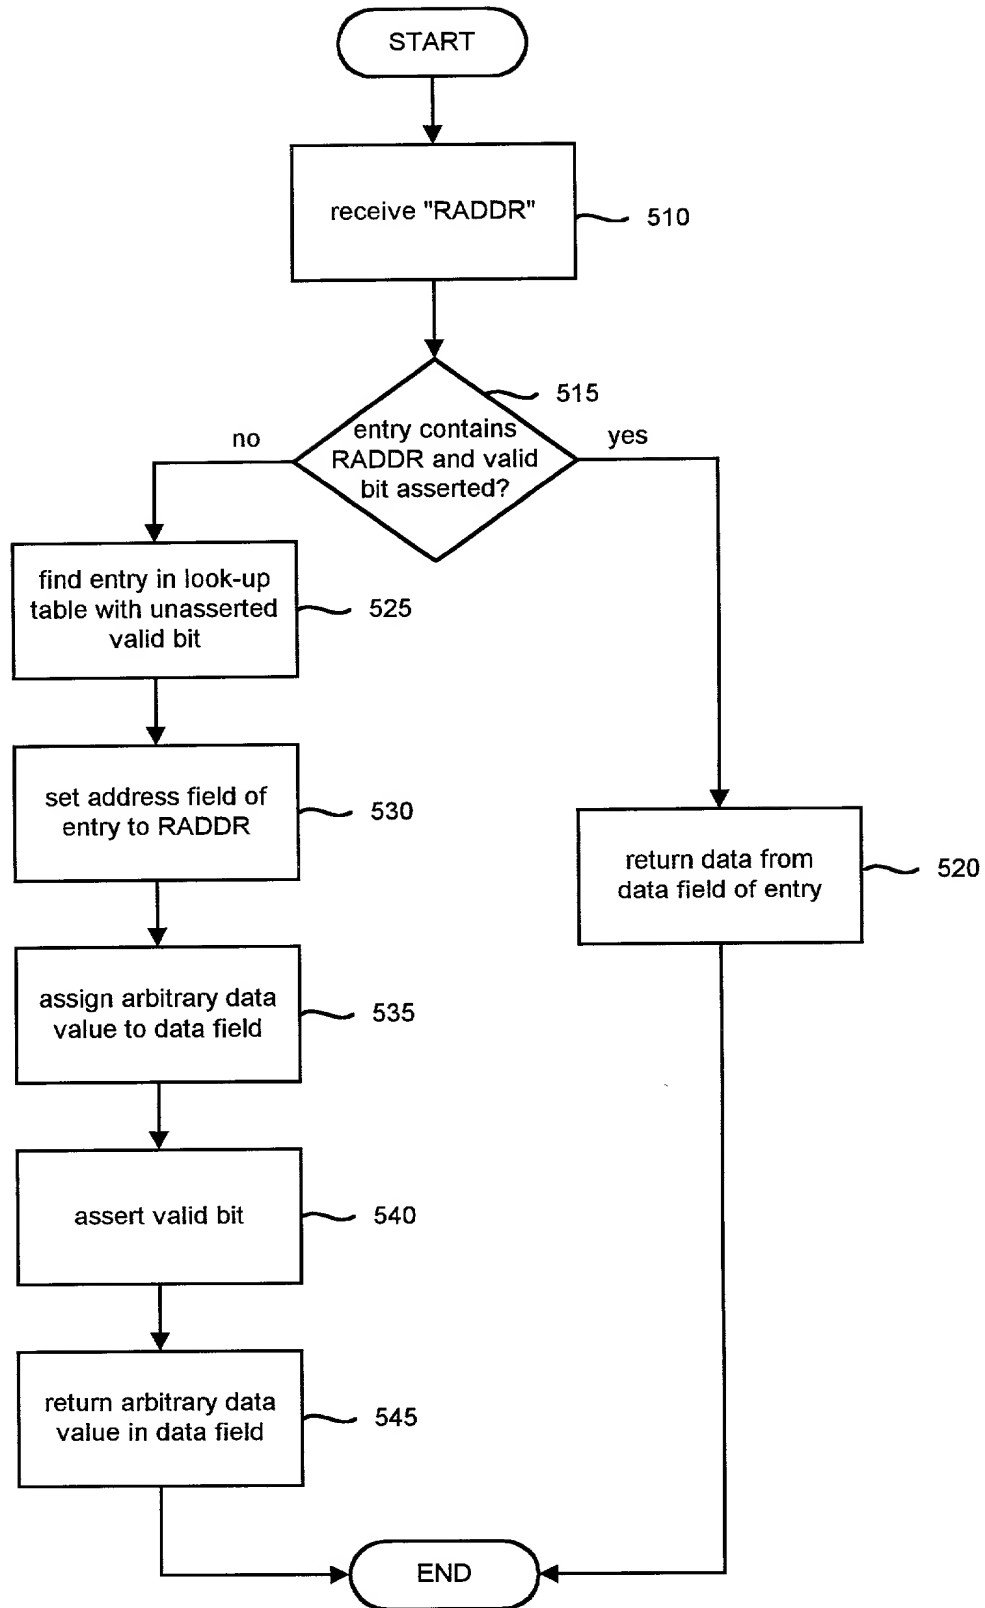 START
receive "RADDR"
510
515
entry contains
RADDR and valid
bit asserted?
no
yes
find entry in look-up
table with unasserted
valid bit
525
set address field of
entry to RADDR
530
return data from
data field of entry
520
assign arbitrary data
value to data field
535
assert valid bit
540
return arbitrary data
value in data field
545
END